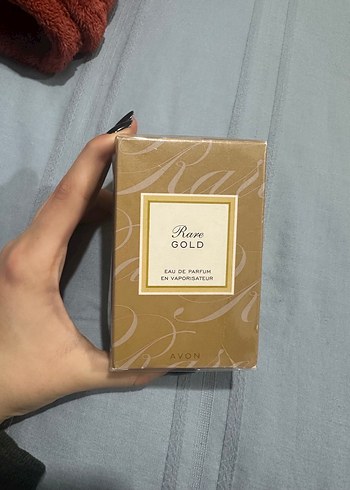 Rare
GOLD
EAU DE PARFUM
EN VAPORISATEUR
AVON